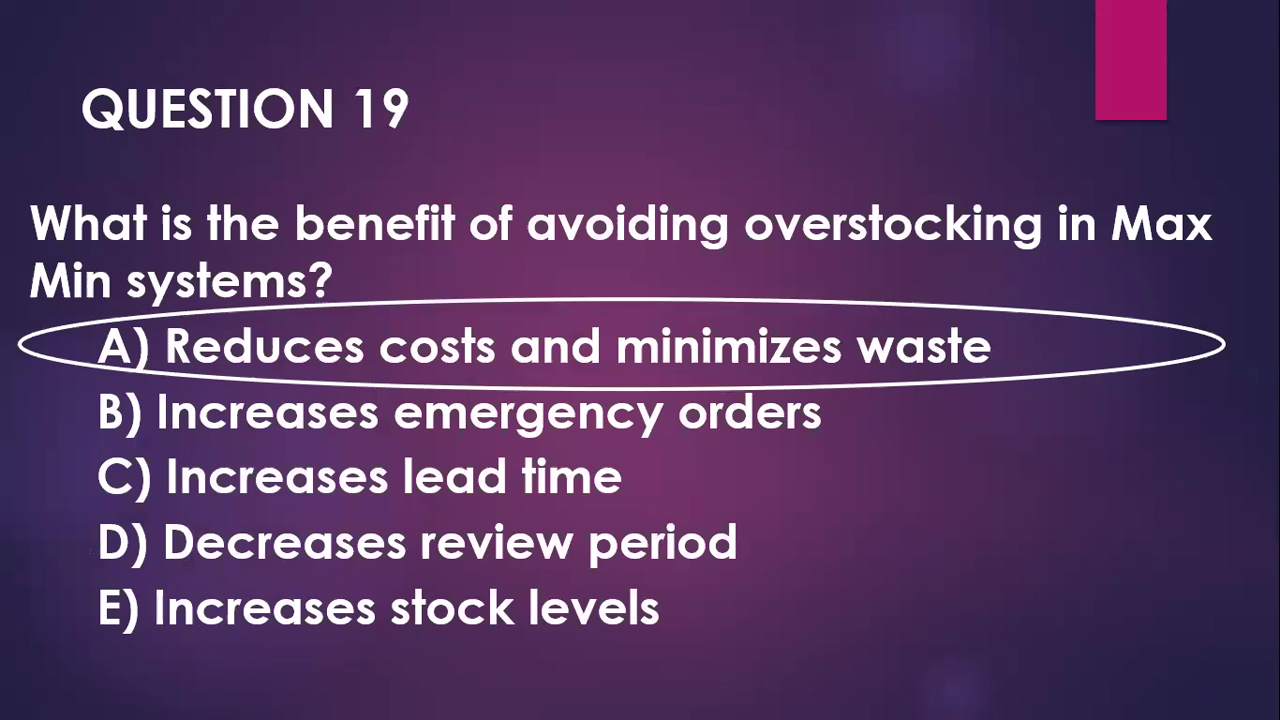 QUESTION 19
What is the benefit of avoiding overstocking in Max
Min systems?
A) Reduces costs and minimizes waste
B) Increases emergency orders
C) Increases lead time
D) Decreases review period
E) Increases stock levels